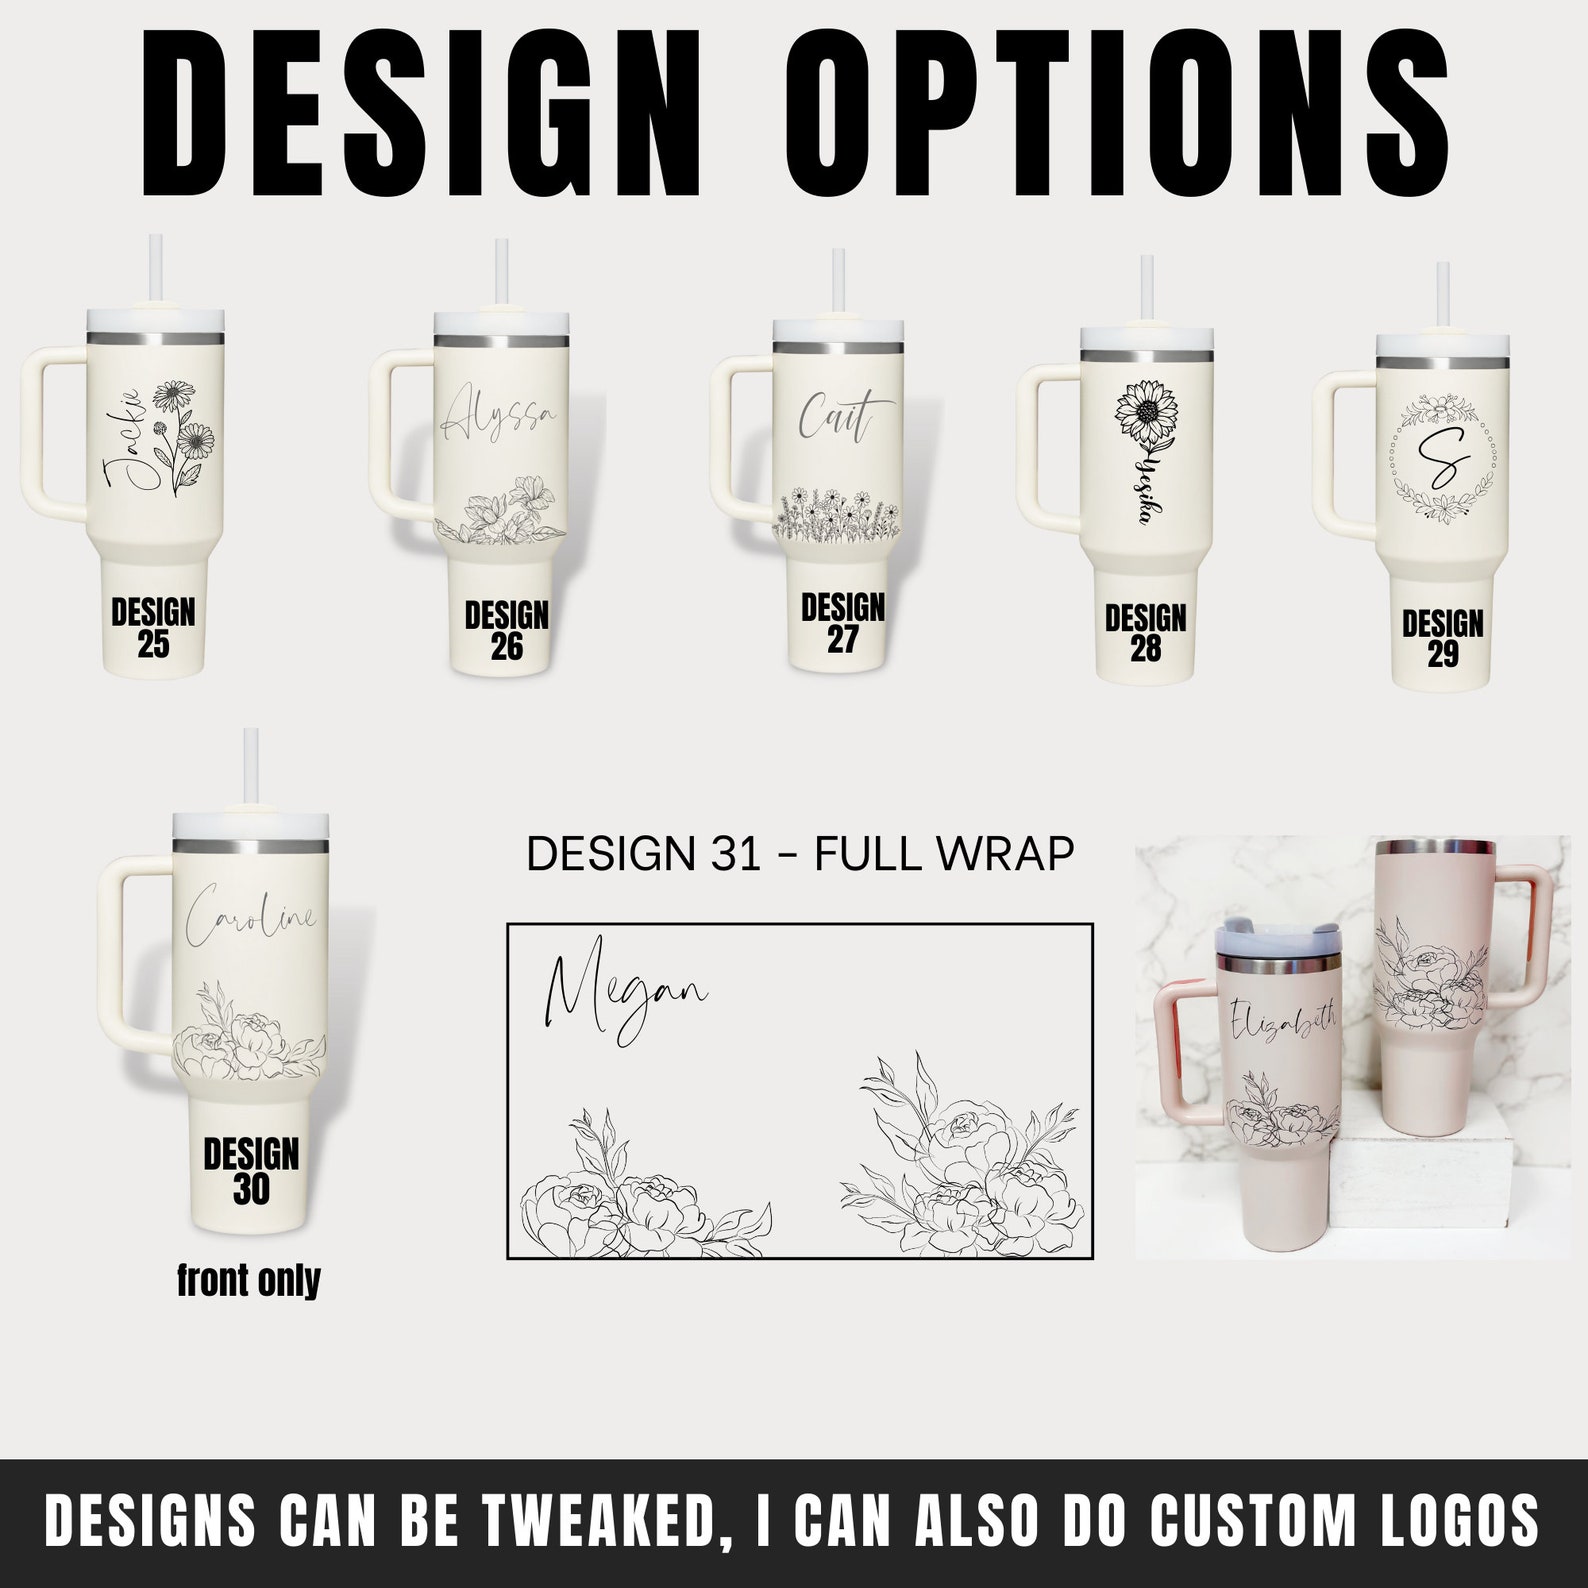 DESIGN OPTIONS
Jackie
DESIGN
25
Alyssa
DESIGN
26
Cait
DESIGN
27
Yesika
DESIGN
28
S
DESIGN
29
Caroline
DESIGN
30
front only
DESIGN 31 - FULL WRAP
Megan
Elizabeth
DESIGNS CAN BE TWEAKED, I CAN ALSO DO CUSTOM LOGOS